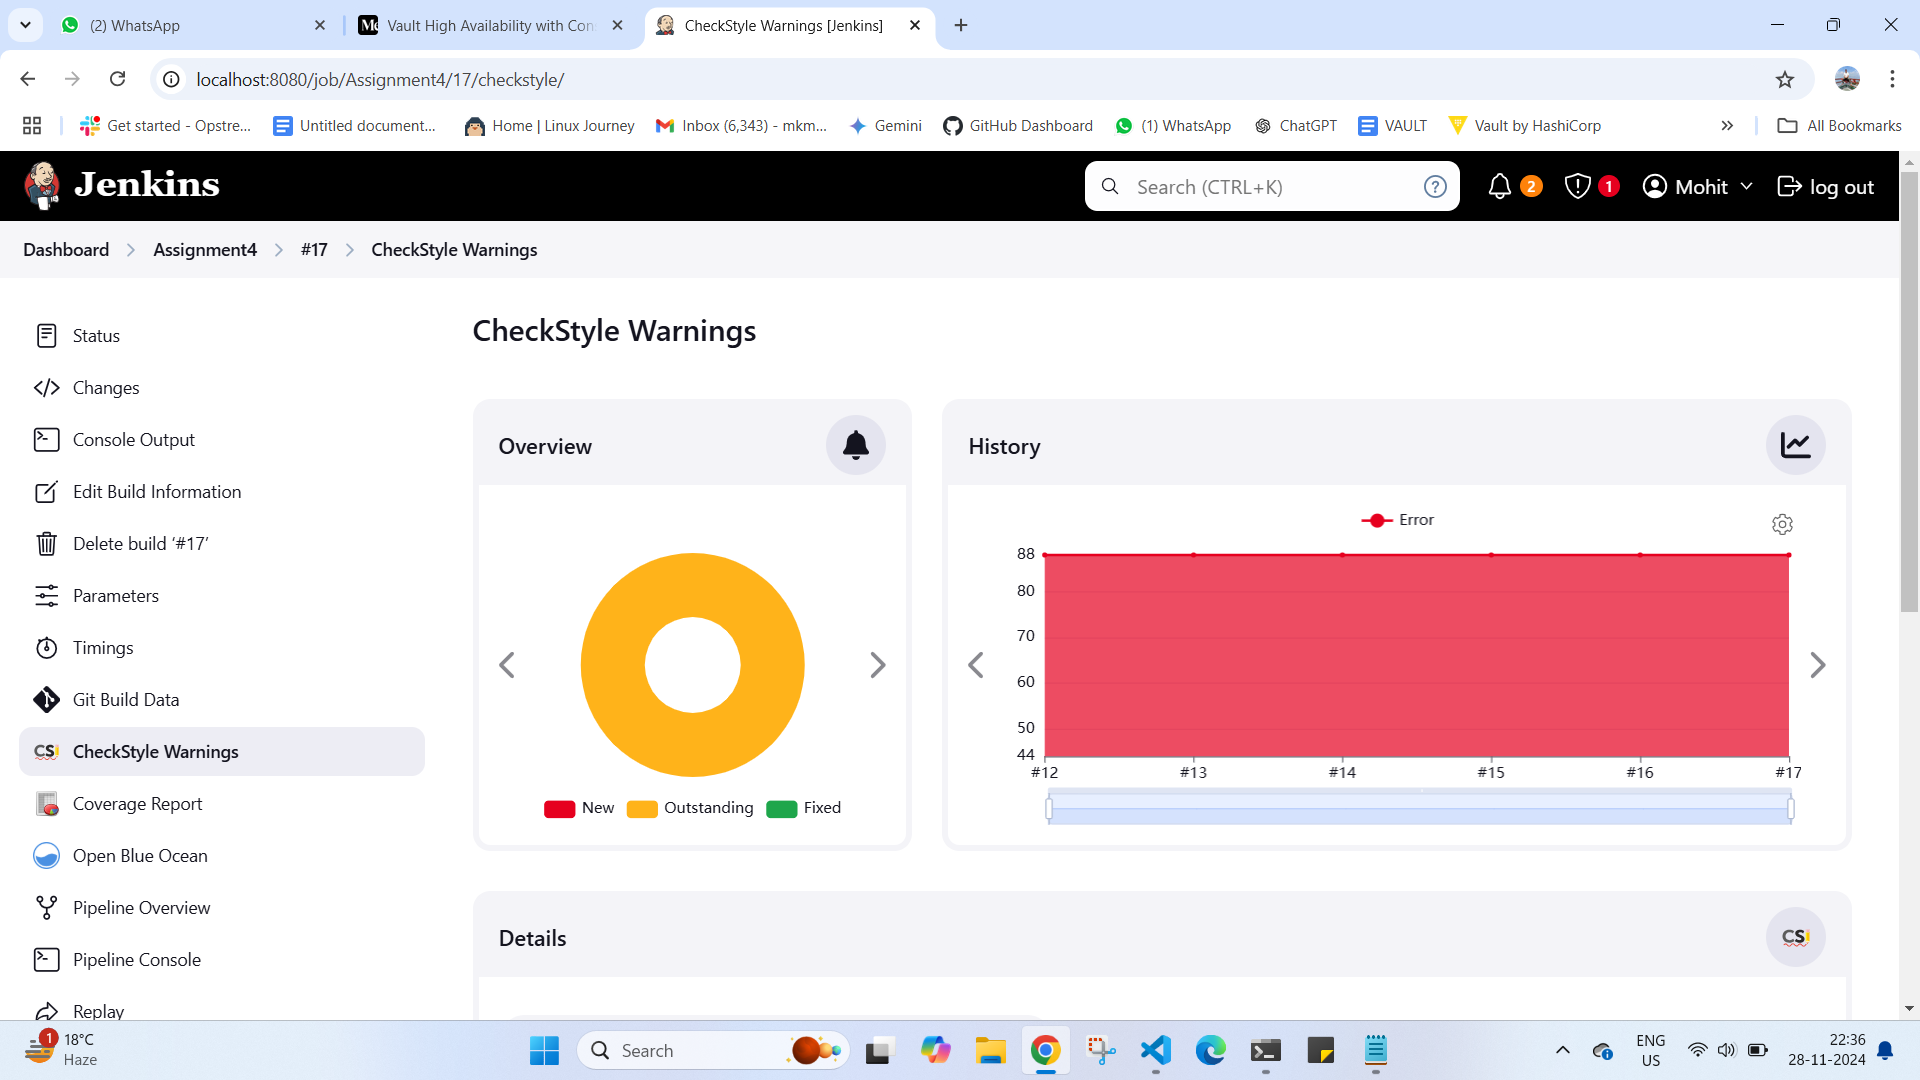 (2) WhatsApp
Vault High Availability with Con
CheckStyle Warnings [Jenkins]
localhost:8080/job/Assignment4/17/checkstyle/
Get started - Opstre...
Untitled document...
Home | Linux Journey
Inbox (6,343) - mkm...
Gemini
GitHub Dashboard
(1) WhatsApp
ChatGPT
VAULT
Vault by HashiCorp
All Bookmarks
Jenkins
Search (CTRL+K)
2
1
Mohit
log out
Dashboard
Assignment4
#17
CheckStyle Warnings
Status
Changes
Console Output
Edit Build Information
Delete build ‘#17’
Parameters
Timings
Git Build Data
CheckStyle Warnings
Coverage Report
Open Blue Ocean
Pipeline Overview
Pipeline Console
Replay
CheckStyle Warnings
Overview
New
Outstanding
Fixed
History
Error
88
80
70
60
50
44
#12
#13
#14
#15
#16
#17
Details
CS!
1
18°C
Haze
Search
ENG
US
22:36
28-11-2024